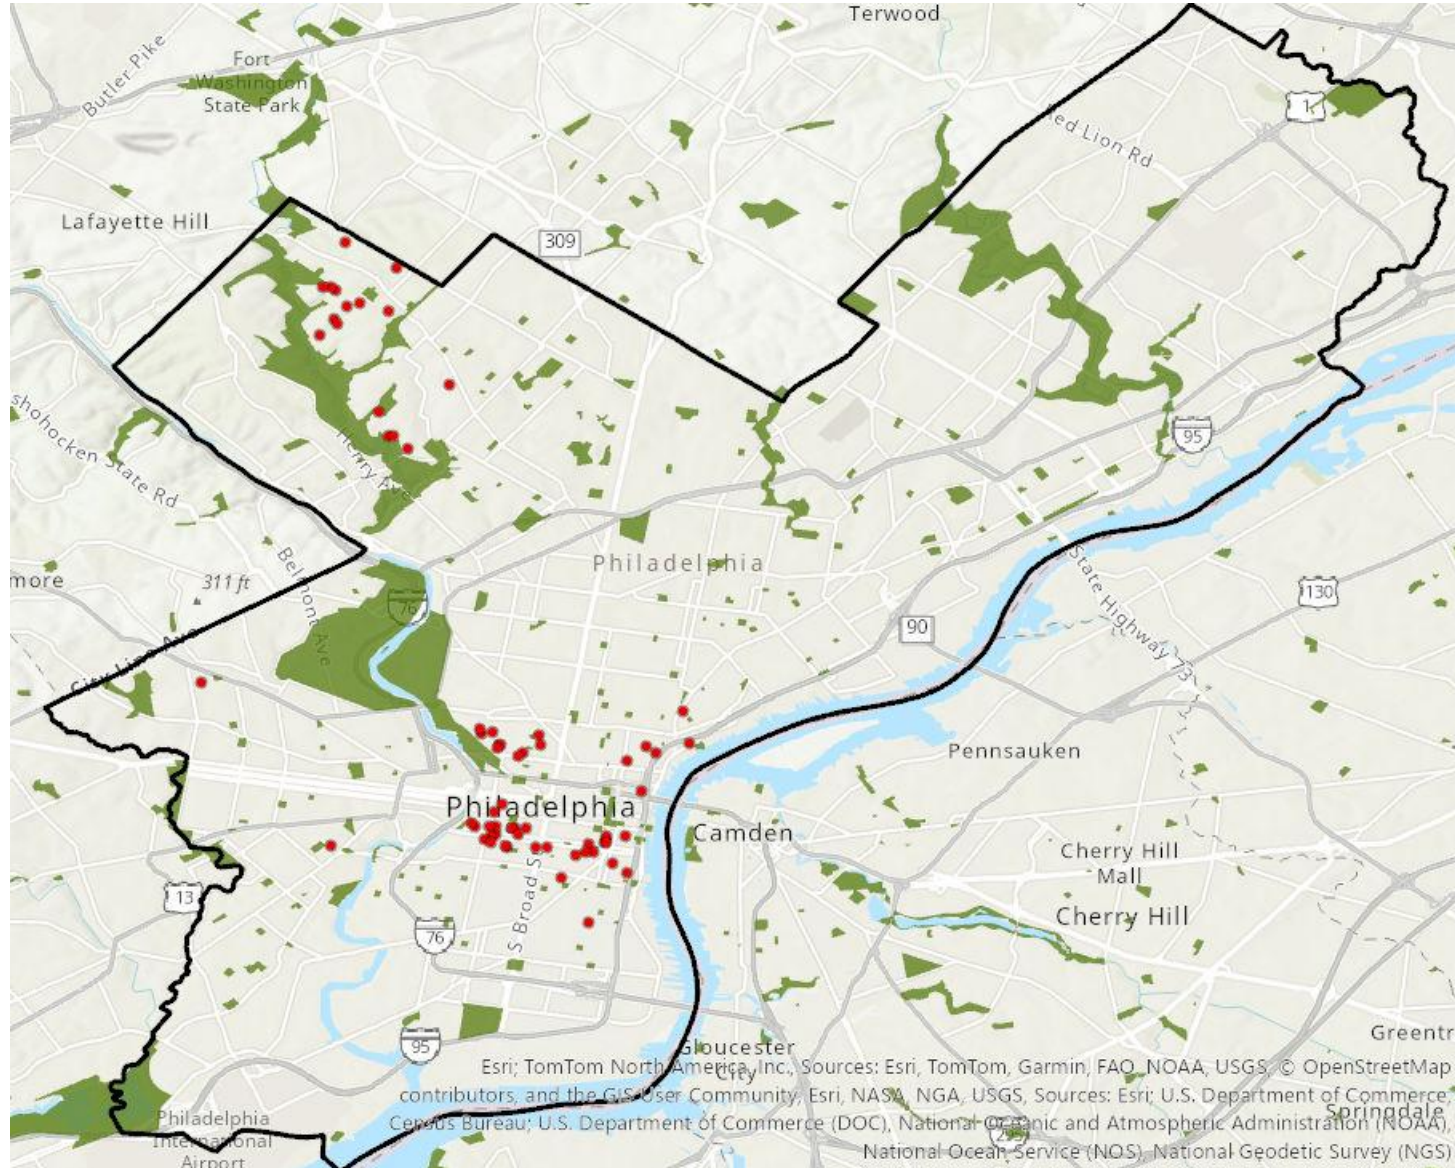 Terwood
Butler Pike
Fort
Washington
State Park
1
Red Lion Rd
Lafayette Hill
309
shohocken State Rd
Henry Ave
95
Philadelphia
Belmont Ave
more
311 ft
76
130
90
State Highway 73
City Line Ave
Pennsauken
Philadelphia
Camden
Cherry Hill
Mall
13
Cherry Hill
76
S Broad St
95
Greentr
Gloucester
City
Esri; TomTom North America, Inc., Sources: Esri, TomTom, Garmin, FAO, NOAA, USGS, © OpenStreetMap
contributors, and the GIS User Community, Esri, NASA, NGA, USGS, Sources: Esri; U.S. Department of Commerce,
Census Bureau; U.S. Department of Commerce (DOC), National Oceanic and Atmospheric Administration (NOAA),
National Ocean Service (NOS), National Geodetic Survey (NGS)
Springdale
295
Philadelphia
International
Airport